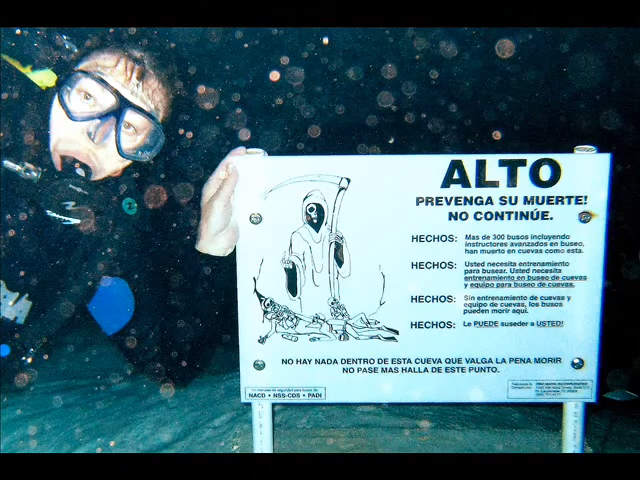 ALTO
PREVENGA SU MUERTE!
NO CONTINÚE.
HECHOS: Mas de 300 busos incluyendo
instructores avanzados en buseo,
han muerto en cuevas como esta.
HECHOS: Usted necesita entrenamiento
para busear. Usted necesita
entrenamiento en buseo de cuevas
y equipo para buseo de cuevas.
HECHOS: Sin entrenamiento de cuevas y
equipo de cuevas, los busos
pueden morir aqui.
HECHOS: Le PUEDE suseder a USTED!
NO HAY NADA DENTRO DE ESTA CUEVA QUE VALGA LA PENA MORIR
NO PASE MAS HALLA DE ESTE PUNTO.
NACD - NSS-CDS - PADI